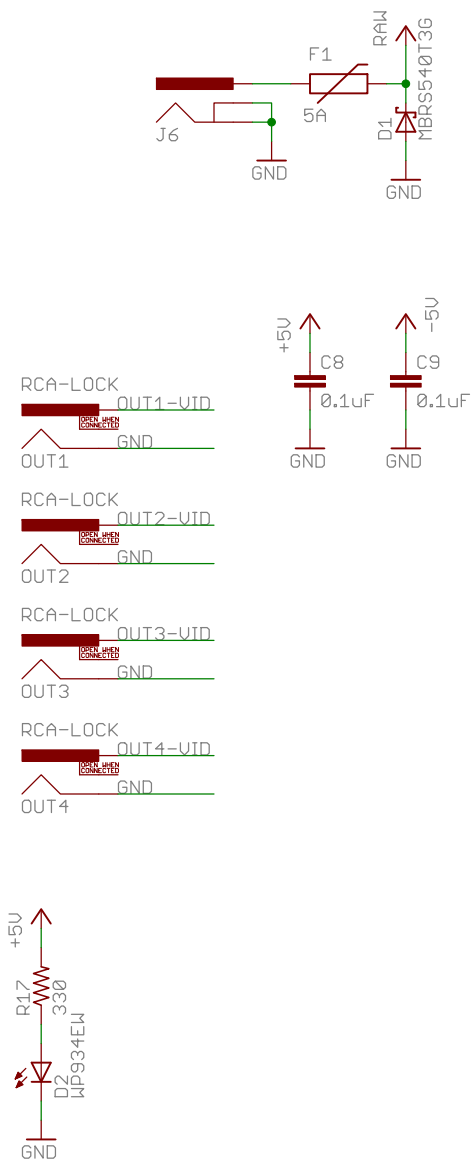 RAW
F1
5A
J6
GND
D1
MBRS540T3G
GND
+5V
C8
0.1uF
GND
-5V
C9
0.1uF
GND
RCA-LOCK
OUT1-VID
OPEN WHEN
CONNECTED
GND
OUT1
RCA-LOCK
OUT2-VID
OPEN WHEN
CONNECTED
GND
OUT2
RCA-LOCK
OUT3-VID
OPEN WHEN
CONNECTED
GND
OUT3
RCA-LOCK
OUT4-VID
OPEN WHEN
CONNECTED
GND
OUT4
+5V
R17
330
D2
WP934EW
GND